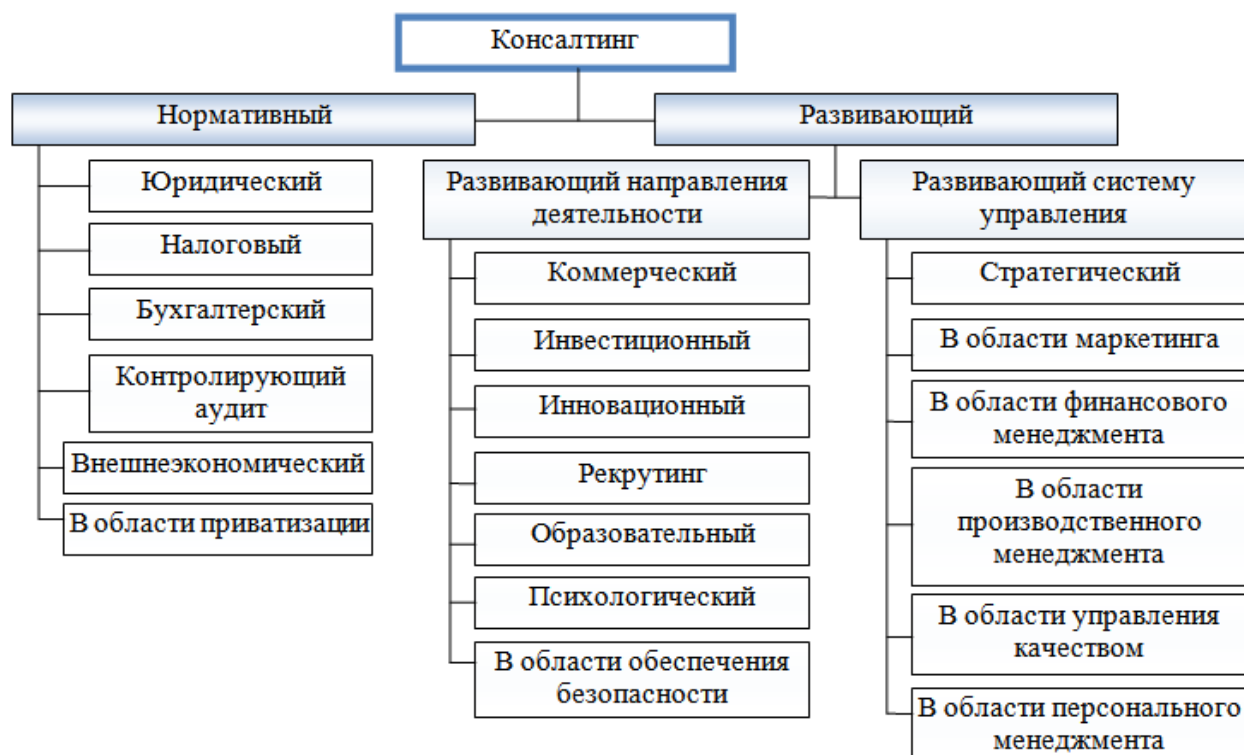 Консалтинг
Нормативный
Развивающий
Юридический
Налоговый
Бухгалтерский
Контролирующий
аудит
Внешнеэкономический
В области приватизации
Развивающий направления
деятельности
Коммерческий
Инвестиционный
Инновационный
Рекрутинг
Образовательный
Психологический
В области обеспечения
безопасности
Развивающий систему
управления
Стратегический
В области маркетинга
В области финансового
менеджмента
В области
производственного
менеджмента
В области управления
качеством
В области персонального
менеджмента